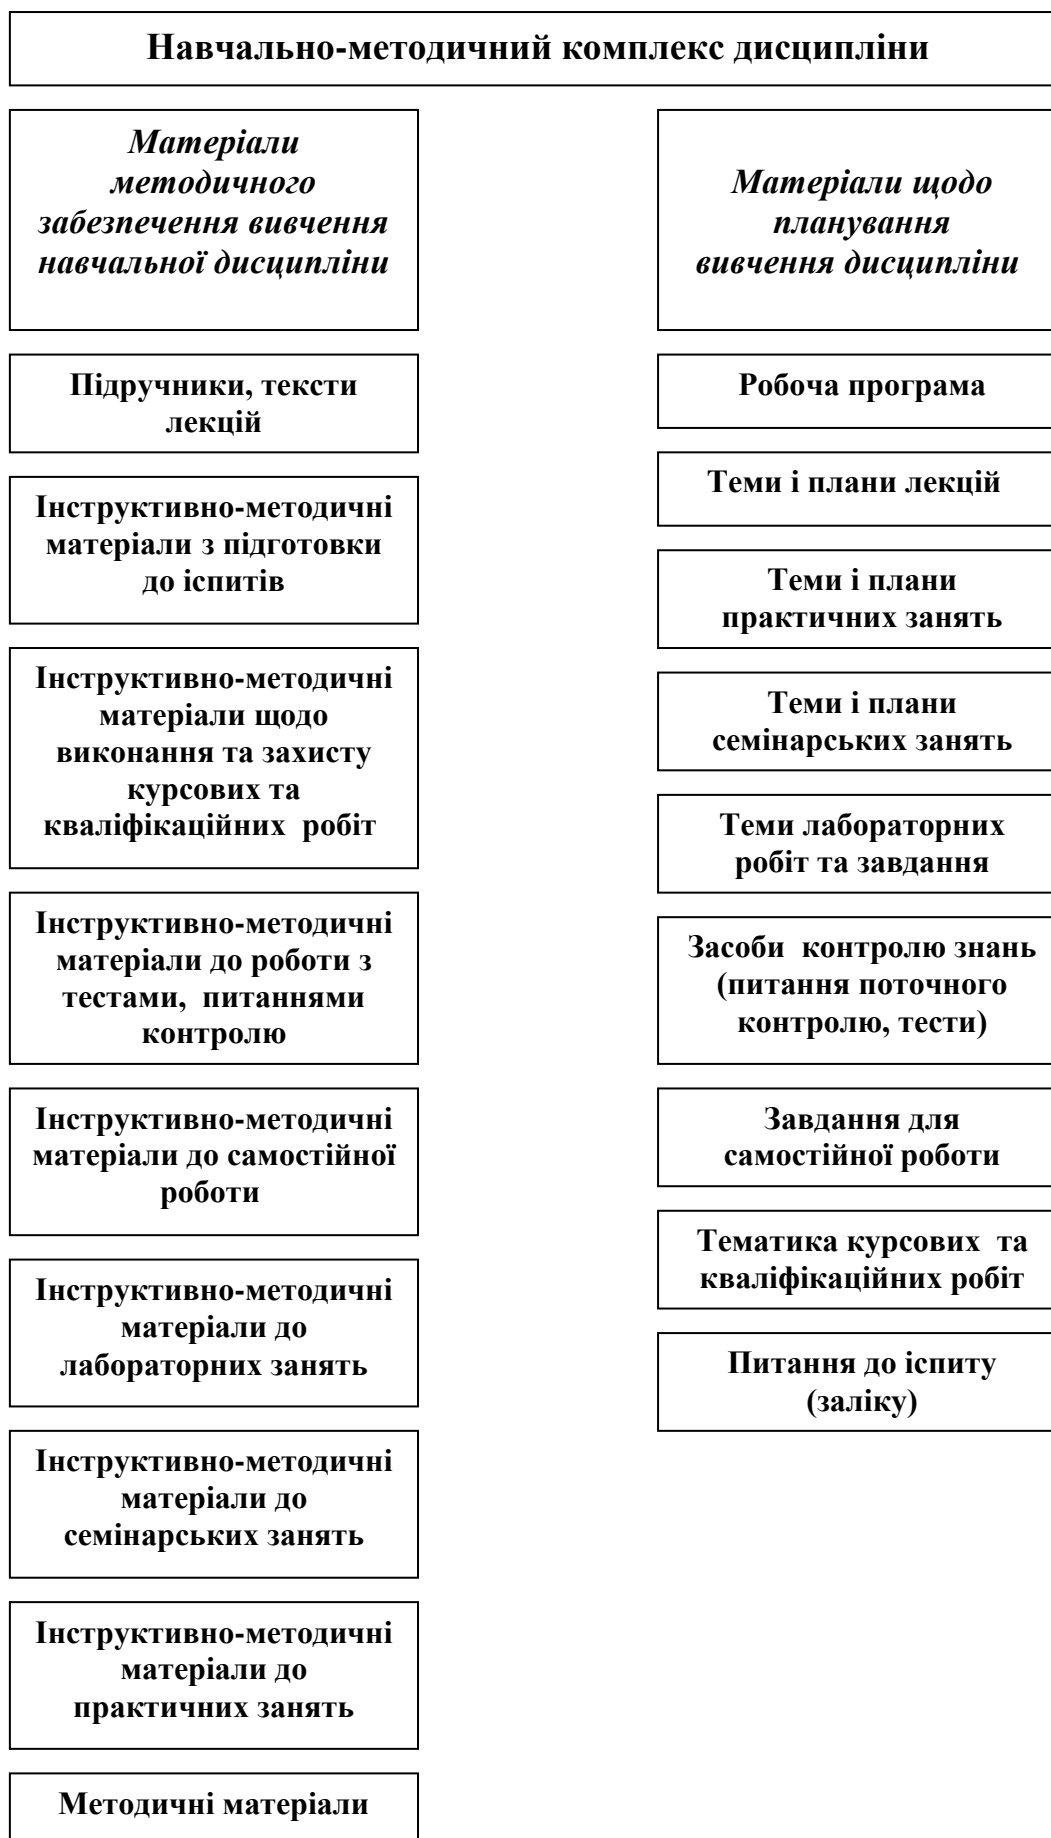 Навчально-методичний комплекс дисципліни
Матеріали
методичного
забезпечення вивчення
навчальної дисципліни
Підручники, тексти
лекцій
Інструктивно-методичні
матеріали з підготовки
до іспитів
Інструктивно-методичні
матеріали щодо
виконання та захисту
курсових та
кваліфікаційних робіт
Інструктивно-методичні
матеріали до роботи з
тестами, питаннями
контролю
Інструктивно-методичні
матеріали до самостійної
роботи
Інструктивно-методичні
матеріали до
лабораторних занять
Інструктивно-методичні
матеріали до
семінарських занять
Інструктивно-методичні
матеріали до
практичних занять
Методичні матеріали
Матеріали щодо
планування
вивчення дисципліни
Робоча програма
Теми і плани лекцій
Теми і плани
практичних занять
Теми і плани
семінарських занять
Теми лабораторних
робіт та завдання
Засоби контролю знань
(питання поточного
контролю, тести)
Завдання для
самостійної роботи
Тематика курсових та
кваліфікаційних робіт
Питання до іспиту
(заліку)